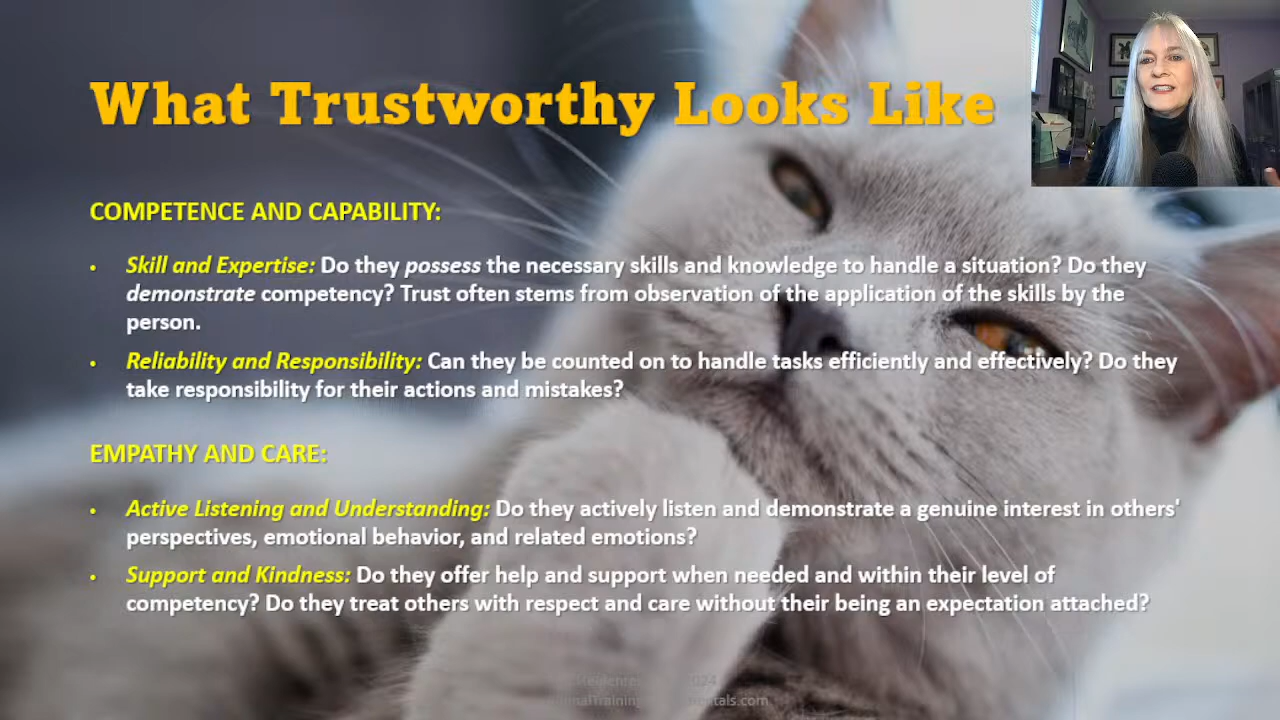 What Trustworthy Looks Like
COMPETENCE AND CAPABILITY:
• Skill and Expertise: Do they possess the necessary skills and knowledge to handle a situation? Do they
demonstrate competency? Trust often stems from observation of the application of the skills by the
person.
• Reliability and Responsibility: Can they be counted on to handle tasks efficiently and effectively? Do they
take responsibility for their actions and mistakes?
EMPATHY AND CARE:
• Active Listening and Understanding: Do they actively listen and demonstrate a genuine interest in others'
perspectives, emotional behavior, and related emotions?
• Support and Kindness: Do they offer help and support when needed and within their level of
competency? Do they treat others with respect and care without their being an expectation attached?